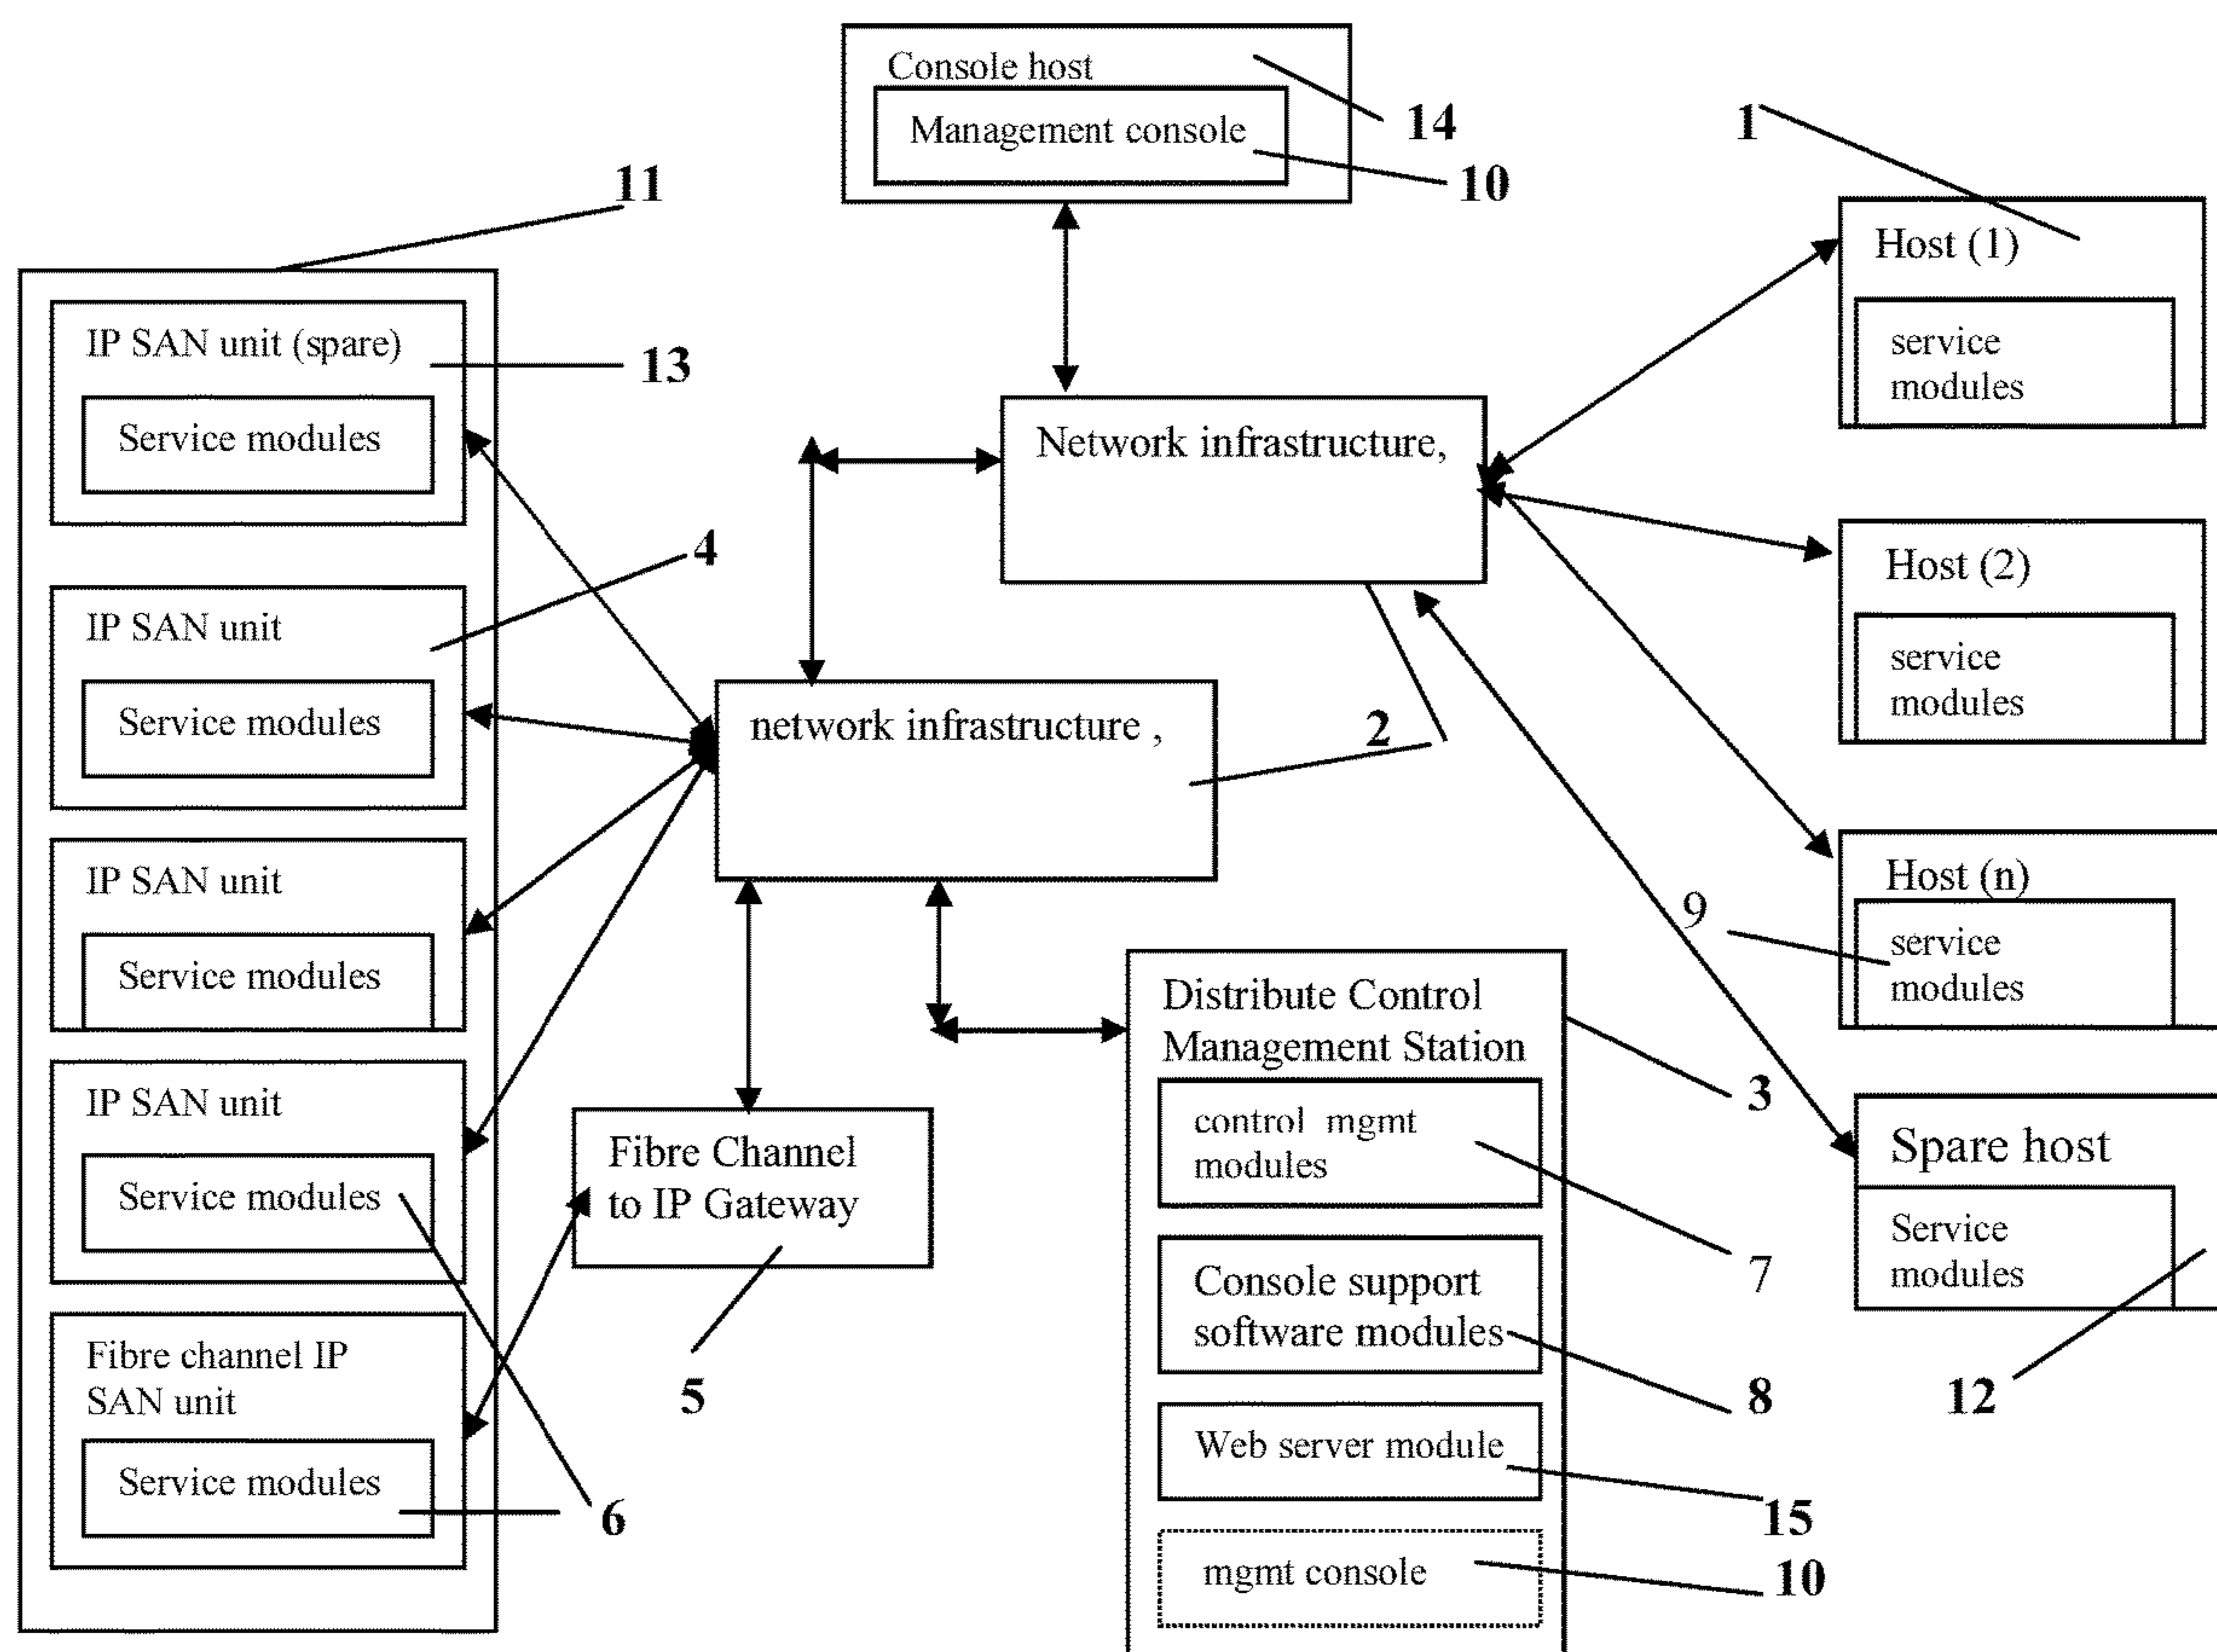 Console host
Management console
14
10
1
11
IP SAN unit (spare)
13
Service modules
4
IP SAN unit
Service modules
IP SAN unit
Service modules
IP SAN unit
Service modules
Fibre channel IP
SAN unit
Service modules
6
Network infrastructure,
network infrastructure ,
2
Fibre Channel
to IP Gateway
5
Distribute Control
Management Station
3
control mgmt
modules
7
Console support
software modules
8
Web server module
15
mgmt console
10
Host (1)
service
modules
Host (2)
service
modules
Host (n)
9
service
modules
Spare host
Service
modules
12